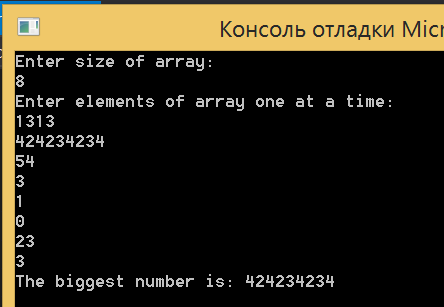 Консоль отладки Micr
Enter size of array:
8
Enter elements of array one at a time:
1313
424234234
54
3
1
0
23
3
The biggest number is: 424234234